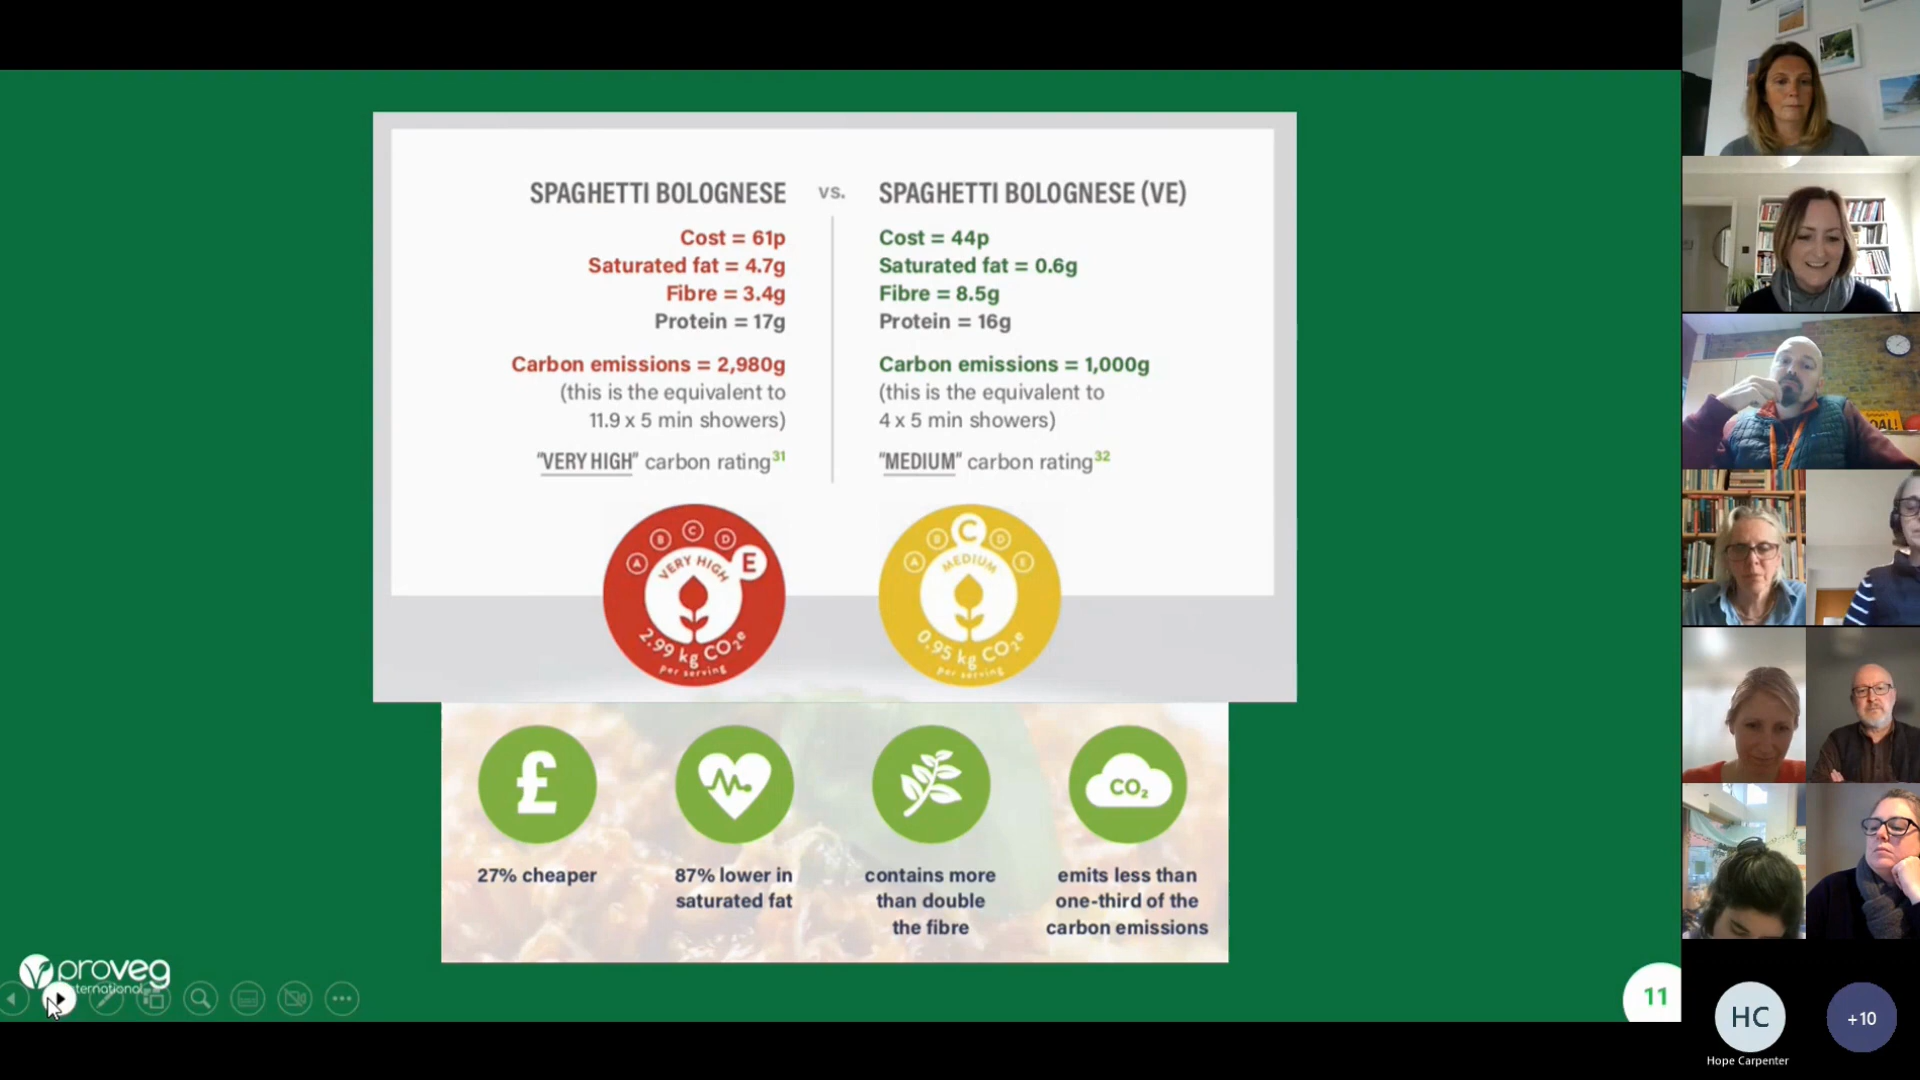 SPAGHETTI BOLOGNESE
vs.
SPAGHETTI BOLOGNESE (VE)
Cost = 61p
Saturated fat = 4.7g
Fibre = 3.4g
Protein = 17g
Carbon emissions = 2,980g
(this is the equivalent to
11.9 x 5 min showers)
"VERY HIGH" carbon rating31
Cost = 44p
Saturated fat = 0.6g
Fibre = 8.5g
Protein = 16g
Carbon emissions = 1,000g
(this is the equivalent to
4 x 5 min showers)
"MEDIUM" carbon rating32
A B C D E
VERY HIGH
2.99 kg CO₂e
per serving
A B C D E
MEDIUM
0.95 kg CO₂e
per serving
£
27% cheaper
87% lower in
saturated fat
contains more
than double
the fibre
CO₂
emits less than
one-third of the
carbon emissions
proveg
international
11
HC
Hope Carpenter
+10